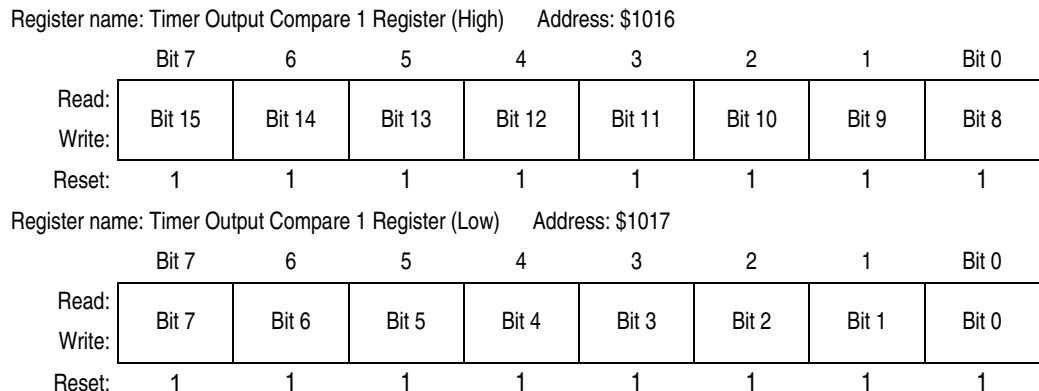 Register name: Timer Output Compare 1 Register (High) Address: $1016
Bit 7 6 5 4 3 2 1 Bit 0
Read:
Bit 15 Bit 14 Bit 13 Bit 12 Bit 11 Bit 10 Bit 9 Bit 8
Write:
Reset: 1 1 1 1 1 1 1 1
Register name: Timer Output Compare 1 Register (Low) Address: $1017
Bit 7 6 5 4 3 2 1 Bit 0
Read:
Bit 7 Bit 6 Bit 5 Bit 4 Bit 3 Bit 2 Bit 1 Bit 0
Write:
Reset: 1 1 1 1 1 1 1 1